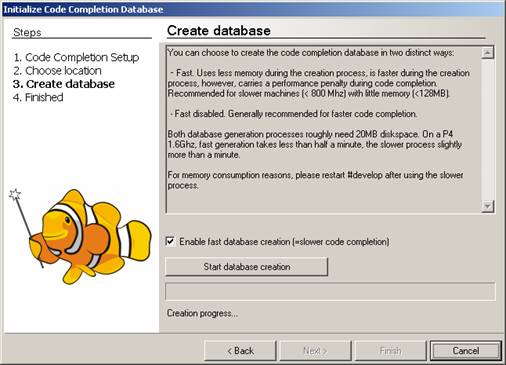 Initialize Code Completion Database
Steps
1. Code Completion Setup
2. Choose location
3. Create database
4. Finished
Create database
You can choose to create the code completion database in two distinct ways:
- Fast. Uses less memory during the creation process, is faster during the creation
process, however, carries a performance penalty during code completion.
Recommended for slower machines (< 800 Mhz) with little memory (<128MB).
- Fast disabled. Generally recommended for faster code completion.
Both database generation processes roughly need 20MB diskspace. On a P4
1.6Ghz, fast generation takes less than half a minute, the slower process slightly
more than a minute.
For memory consumption reasons, please restart #develop after using the slower
process.
Enable fast database creation (=slower code completion)
Start database creation
Creation progress...
< Back
Next >
Finish
Cancel